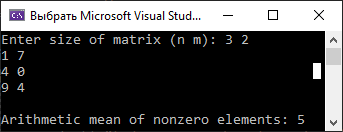 Выбрать Microsoft Visual Stud...
Enter size of matrix (n m): 3 2
1 7
4 0
9 4
Arithmetic mean of nonzero elements: 5